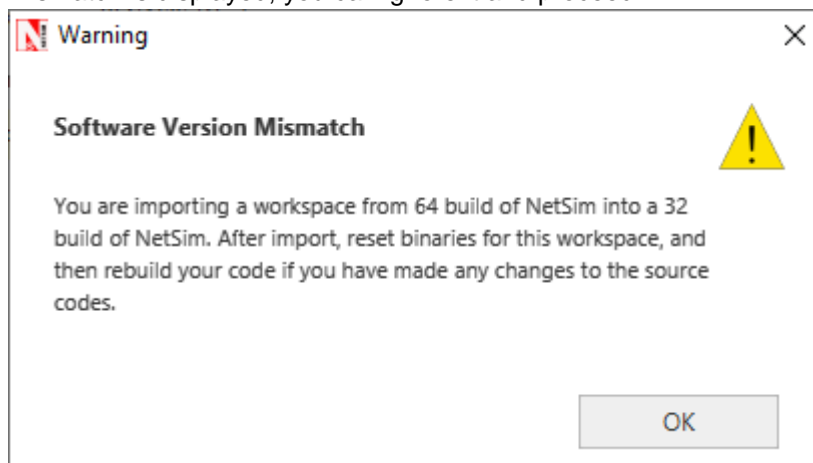 Warning
Software Version Mismatch
You are importing a workspace from 64 build of NetSim into a 32
build of NetSim. After import, reset binaries for this workspace, and
then rebuild your code if you have made any changes to the source
codes.
OK